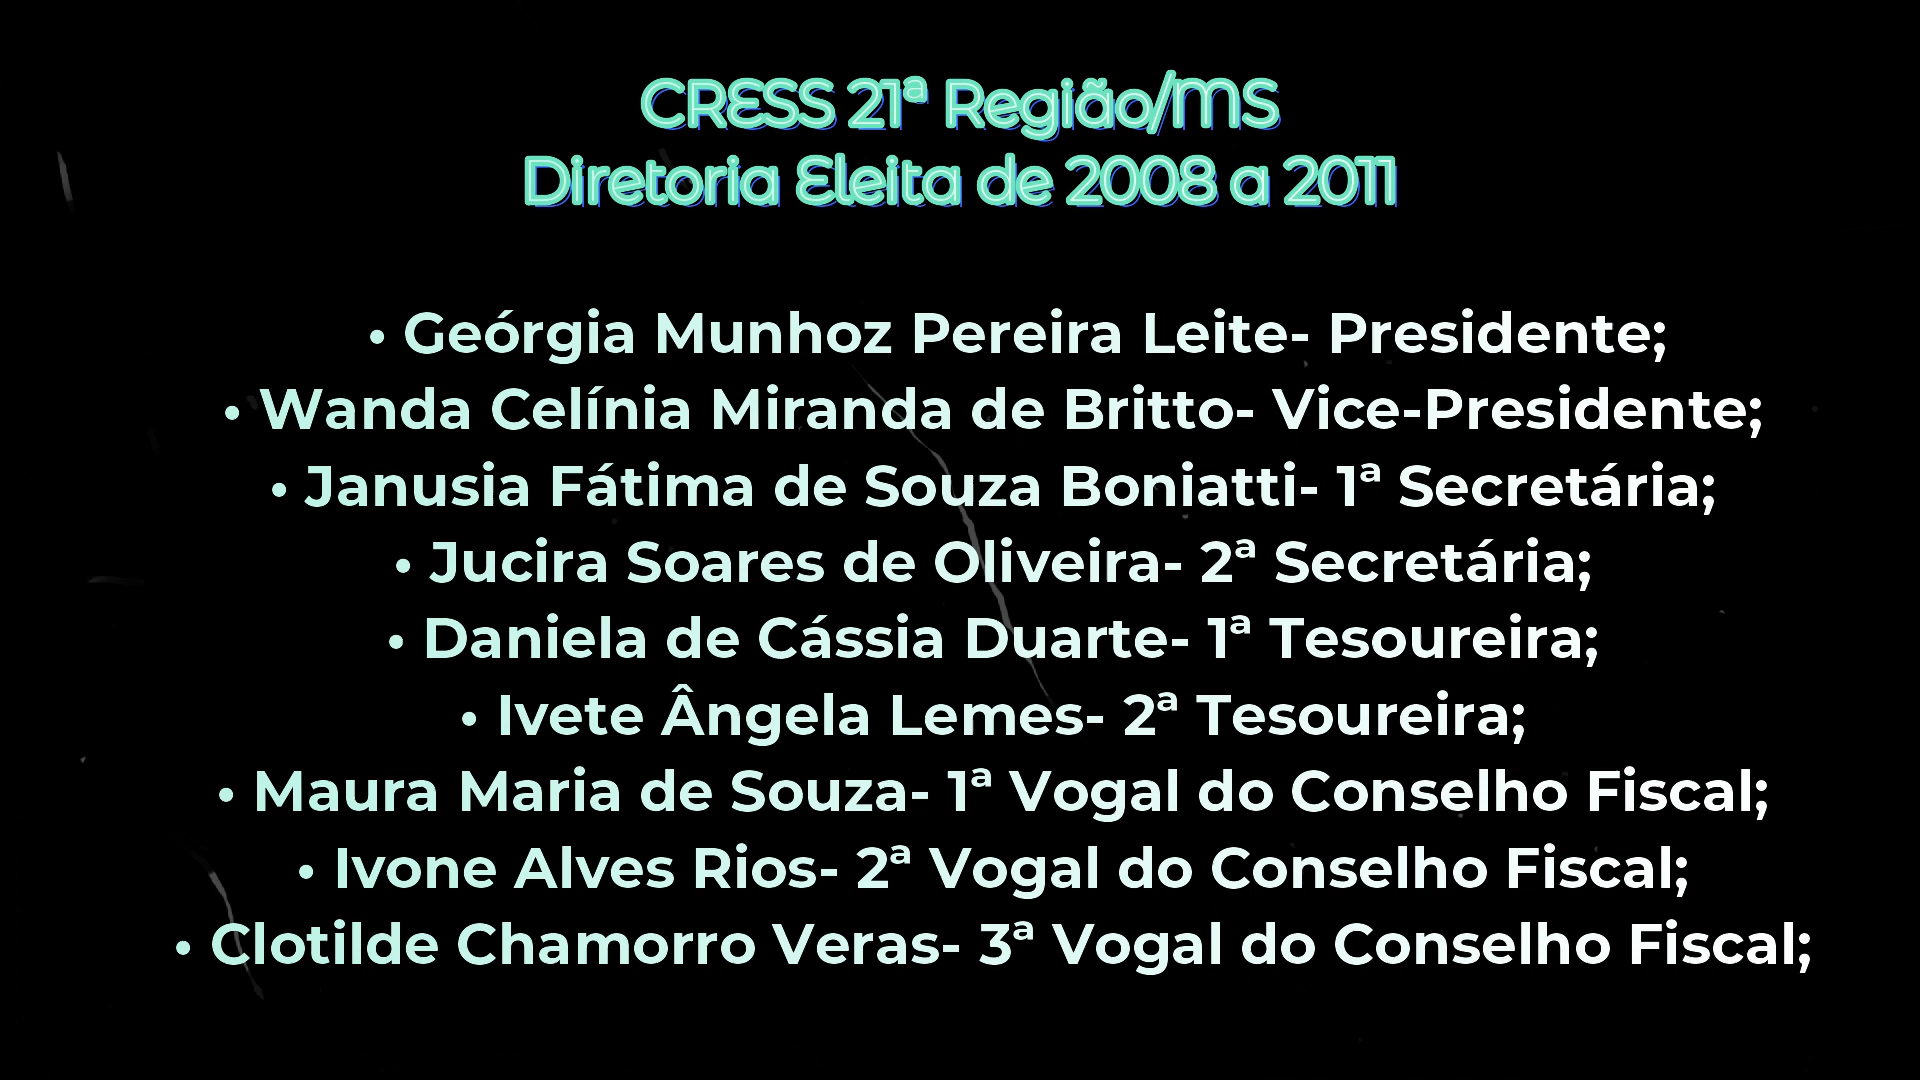 CRESS 21ª Região/MS
Diretoria Eleita de 2008 a 2011
• Geórgia Munhoz Pereira Leite- Presidente;
• Wanda Celínia Miranda de Britto- Vice-Presidente;
• Janusia Fátima de Souza Boniatti- 1ª Secretária;
• Jucira Soares de Oliveira- 2ª Secretária;
• Daniela de Cássia Duarte- 1ª Tesoureira;
• Ivete Ângela Lemes- 2ª Tesoureira;
• Maura Maria de Souza- 1ª Vogal do Conselho Fiscal;
• Ivone Alves Rios- 2ª Vogal do Conselho Fiscal;
• Clotilde Chamorro Veras- 3ª Vogal do Conselho Fiscal;